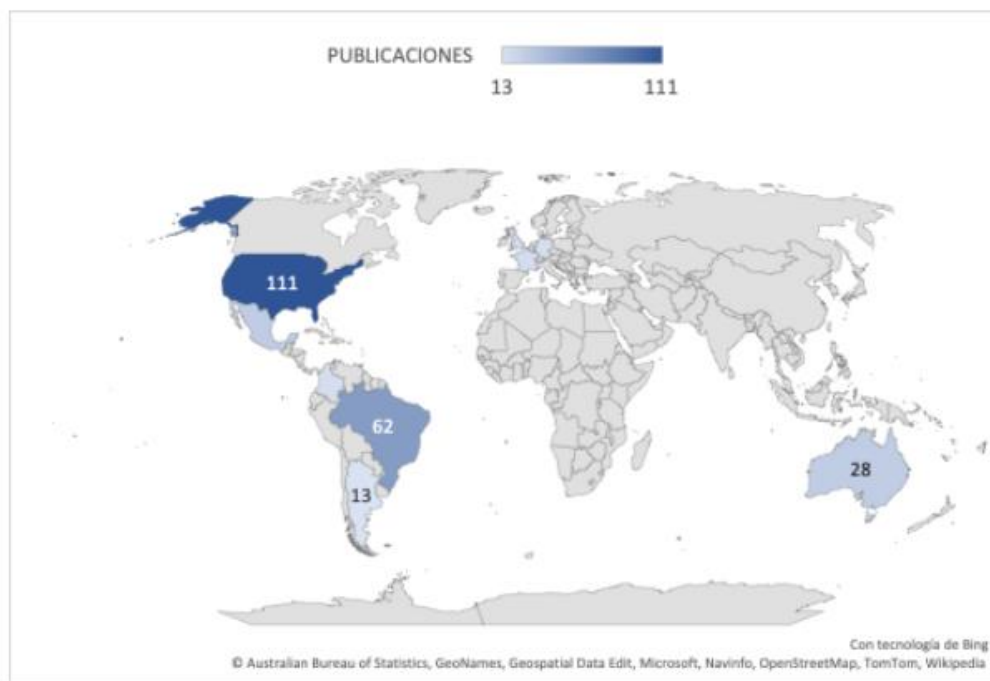 PUBLICACIONES
13 111
111
62
13
28
Con tecnología de Bing
© Australian Bureau of Statistics, GeoNames, Geospatial Data Edit, Microsoft, Navinfo, OpenStreetMap, TomTom, Wikipedia